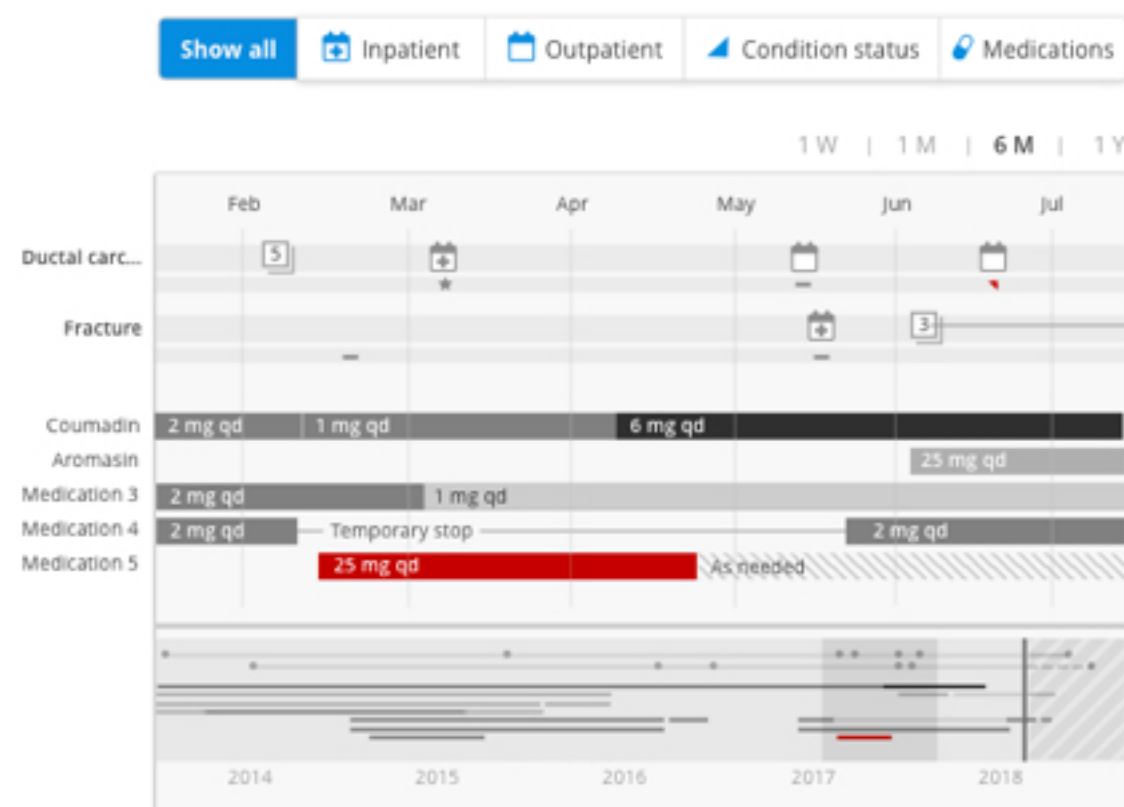 Show all Inpatient Outpatient Condition status Medications
1 W | 1 M | 6 M | 1 Y
Feb Mar Apr May Jun Jul
Ductal carc... 5
Fracture 3
Coumadin 2 mg qd 1 mg qd 6 mg qd
Aromasin 25 mg qd
Medication 3 2 mg qd 1 mg qd
Medication 4 2 mg qd Temporary stop 2 mg qd
Medication 5 25 mg qd As needed
2014 2015 2016 2017 2018